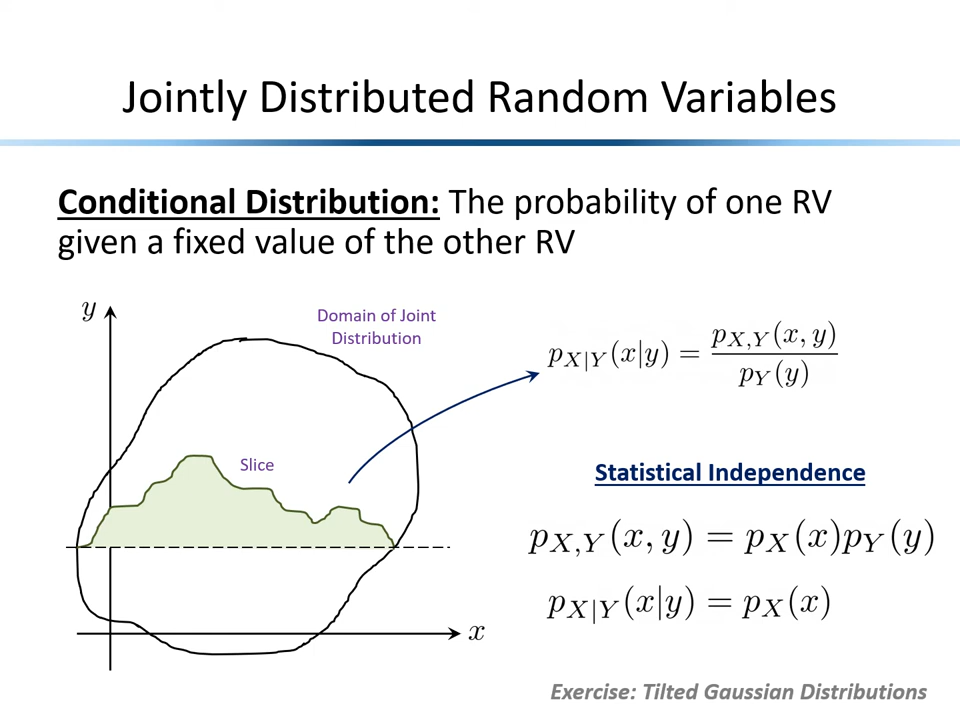 Jointly Distributed Random Variables
Conditional Distribution: The probability of one RV
given a fixed value of the other RV
y
Domain of Joint
Distribution
p_{X|Y}(x|y) = \frac{p_{X,Y}(x, y)}{p_Y(y)}
Slice
Statistical Independence
p_{X,Y}(x, y) = p_X(x)p_Y(y)
p_{X|Y}(x|y) = p_X(x)
x
Exercise: Tilted Gaussian Distributions